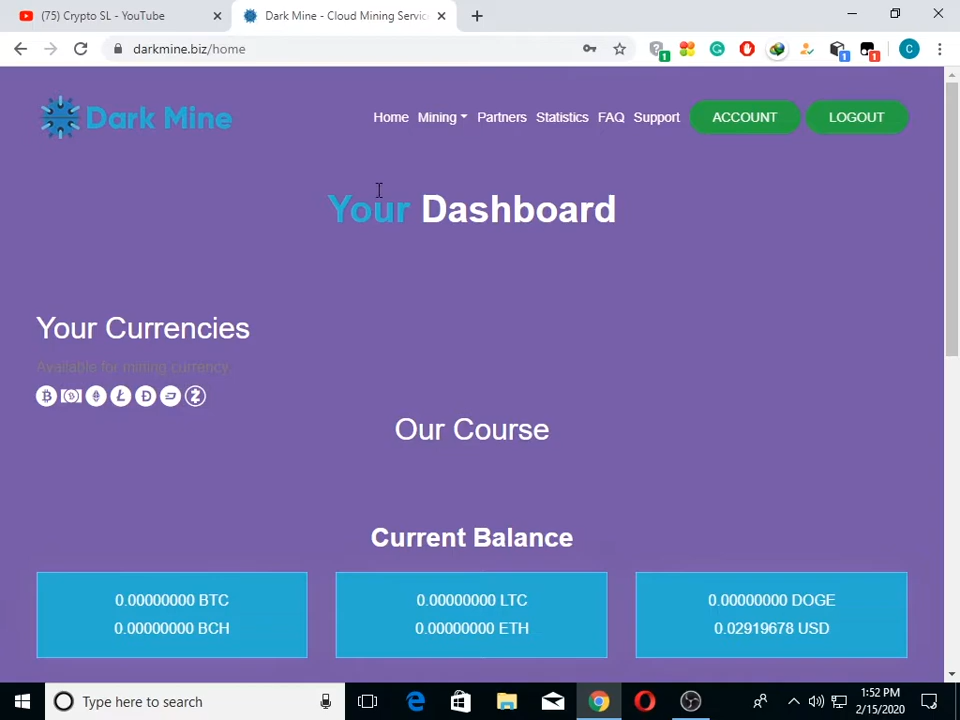 (75) Crypto SL - YouTube
Dark Mine - Cloud Mining Servic
darkmine.biz/home
1
1
1
C
Dark Mine
Home
Mining
Partners
Statistics
FAQ
Support
ACCOUNT
LOGOUT
Your Dashboard
Your Currencies
Available for mining currency.
Our Course
Current Balance
0.00000000 BTC
0.00000000 BCH
0.00000000 LTC
0.00000000 ETH
0.00000000 DOGE
0.02919678 USD
Type here to search
1:52 PM
2/15/2020